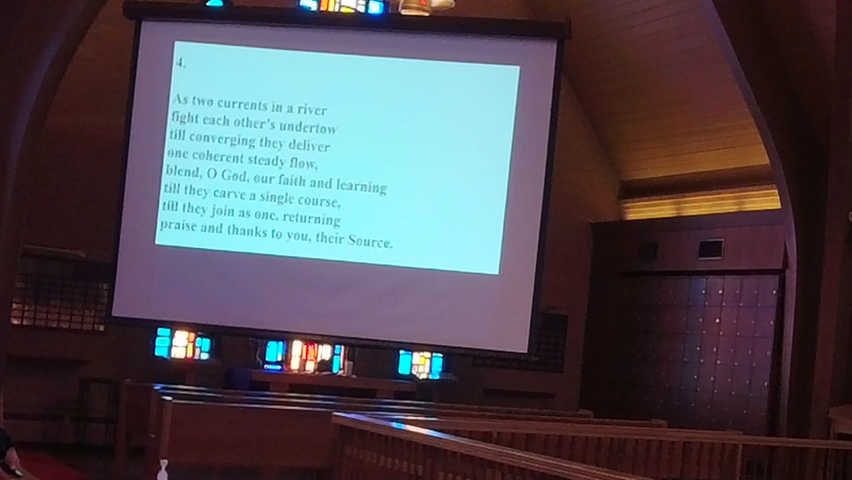 4.
As two currents in a river
fight each other's undertow
till converging they deliver
one coherent steady flow,
blend, O God, our faith and learning
till they carve a single course,
till they join as one, returning
praise and thanks to you, their Source.